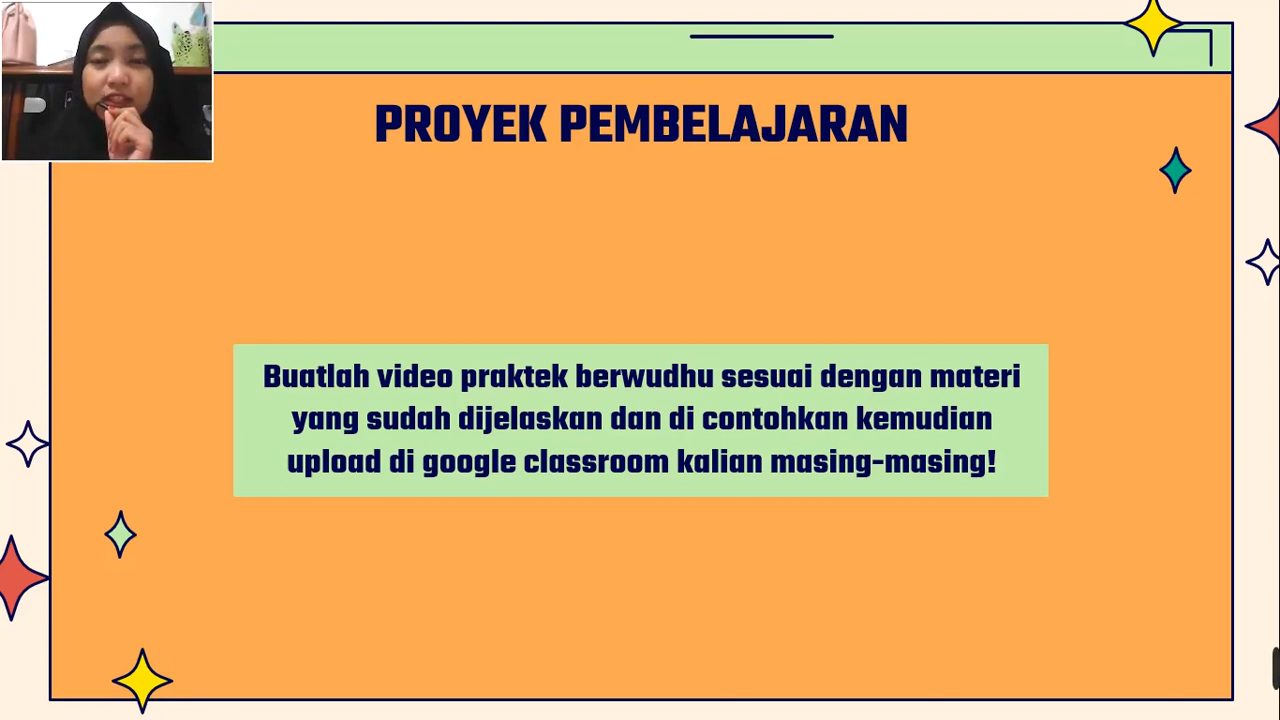 PROYEK PEMBELAJARAN
Buatlah video praktek berwudhu sesuai dengan materi
yang sudah dijelaskan dan di contohkan kemudian
upload di google classroom kalian masing-masing!